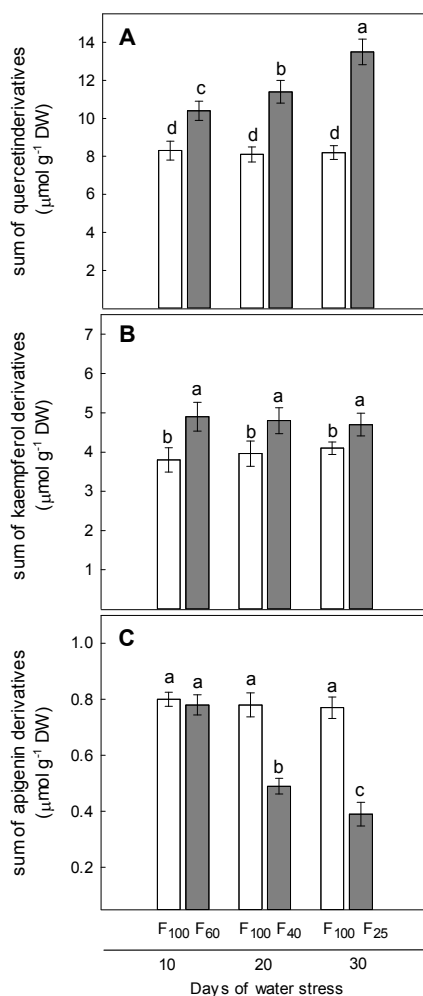 A
sum of quercetinderivatives
(μmol g-1 DW)
14
12
10
8
6
4
2
d
c
d
b
d
a
B
sum of kaempferol derivatives
(μmol g-1 DW)
7
6
5
4
3
2
1
b
a
b
a
b
a
C
sum of apigenin derivatives
(μmol g-1 DW)
1.0
0.8
0.6
0.4
0.2
a
a
a
b
a
c
F100 F60 F100 F40 F100 F25
10 20 30
Days of water stress